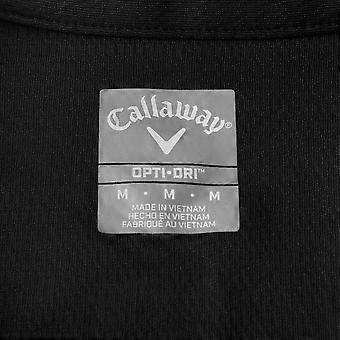 Callaway®
OPTI•DRI™
M • M • M
MADE IN VIETNAM
HECHO EN VIETNAM
FABRIQUÉ AU VIETNAM